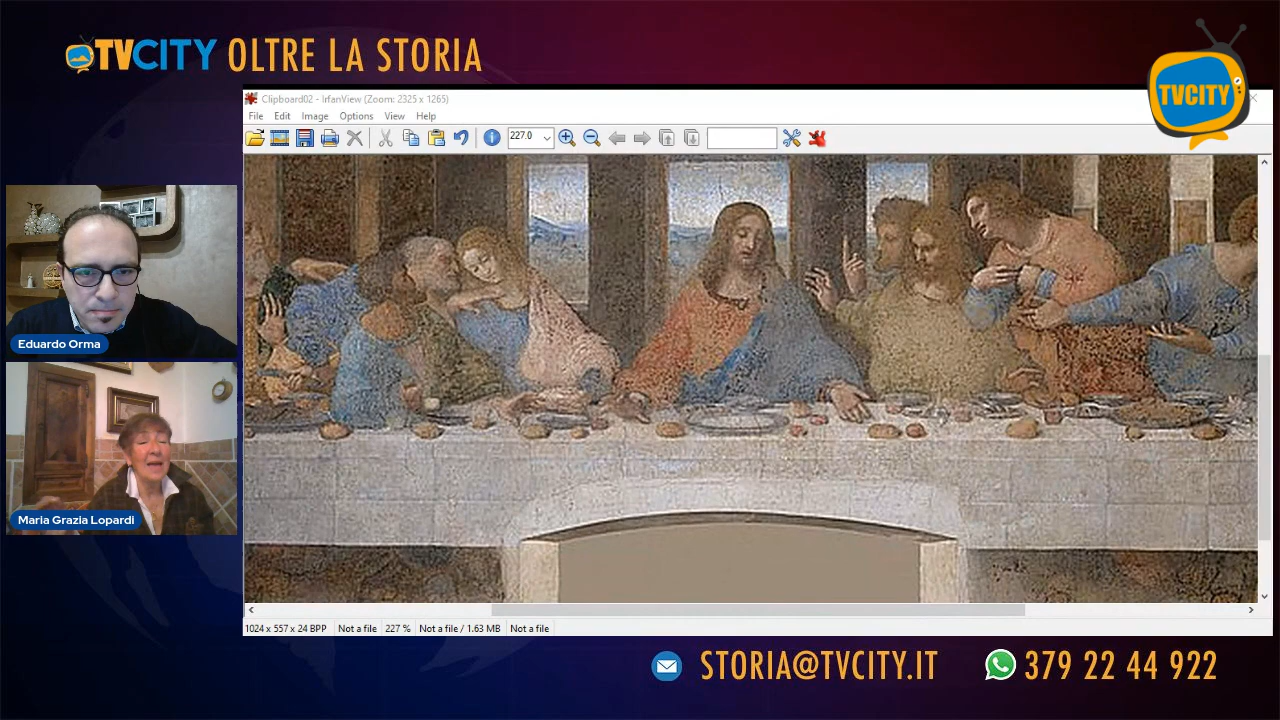 TVCITY OLTRE LA STORIA
TVCITY
Clipboard02 - IrfanView (Zoom: 2325 x 1265)
File Edit Image Options View Help
227.0
Eduardo Orma
Maria Grazia Lopardi
1024 x 557 x 24 BPP Not a file 227 % Not a file / 1.63 MB Not a file
STORIA@TVCITY.IT 379 22 44 922